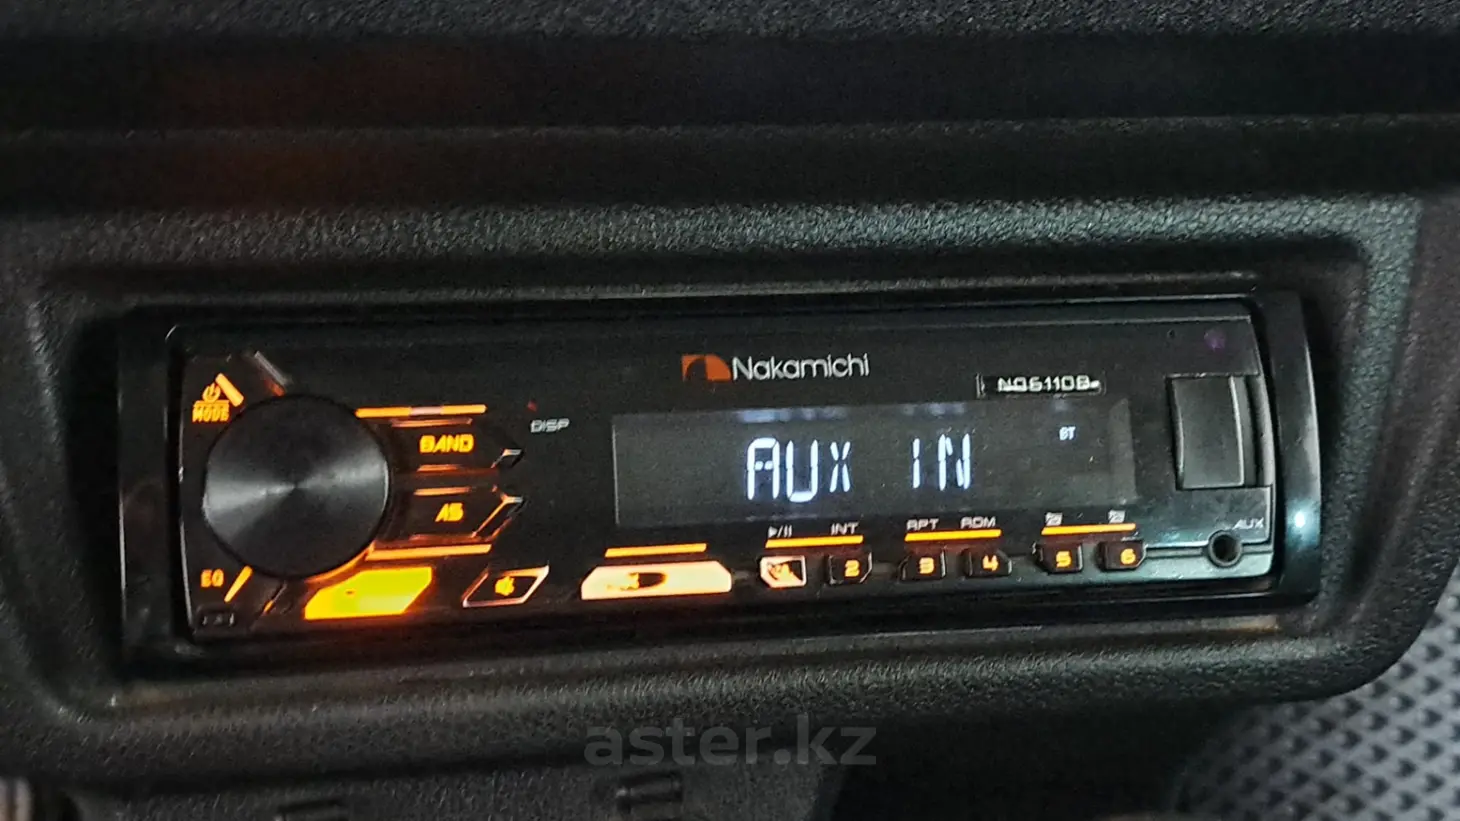 Nakamichi
NQ511OB
MODE
BAND
DISP
AUX IN
BT
AS
INT
RPT
RDM
AUX
EQ
2
3
4
5
6
aster.kz